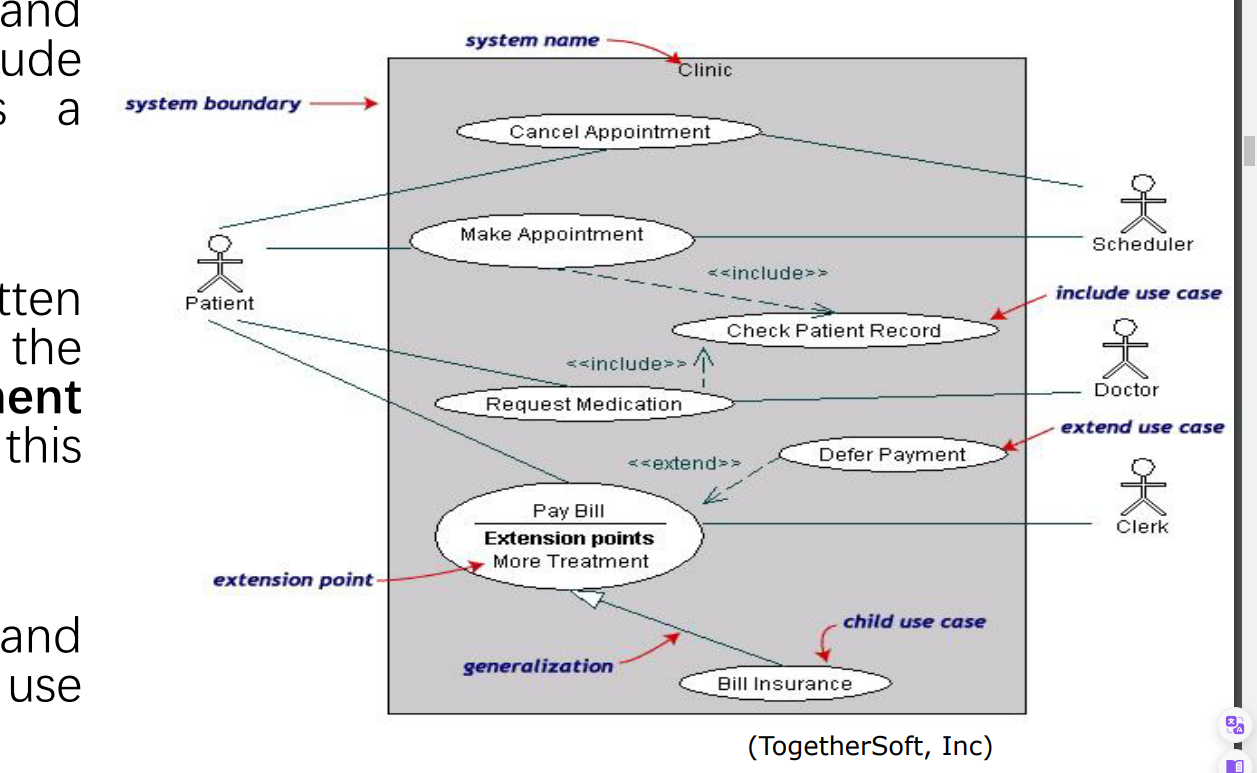 and
ude
s a
tten
the
nent
this
and
use
system name
Clinic
system boundary
Cancel Appointment
Make Appointment
Scheduler
Patient
<<include>>
include use case
Check Patient Record
<<include>>
Doctor
Request Medication
extend use case
Defer Payment
<<extend>>
Pay Bill
Extension points
More Treatment
Clerk
extension point
child use case
generalization
Bill Insurance
(TogetherSoft, Inc)